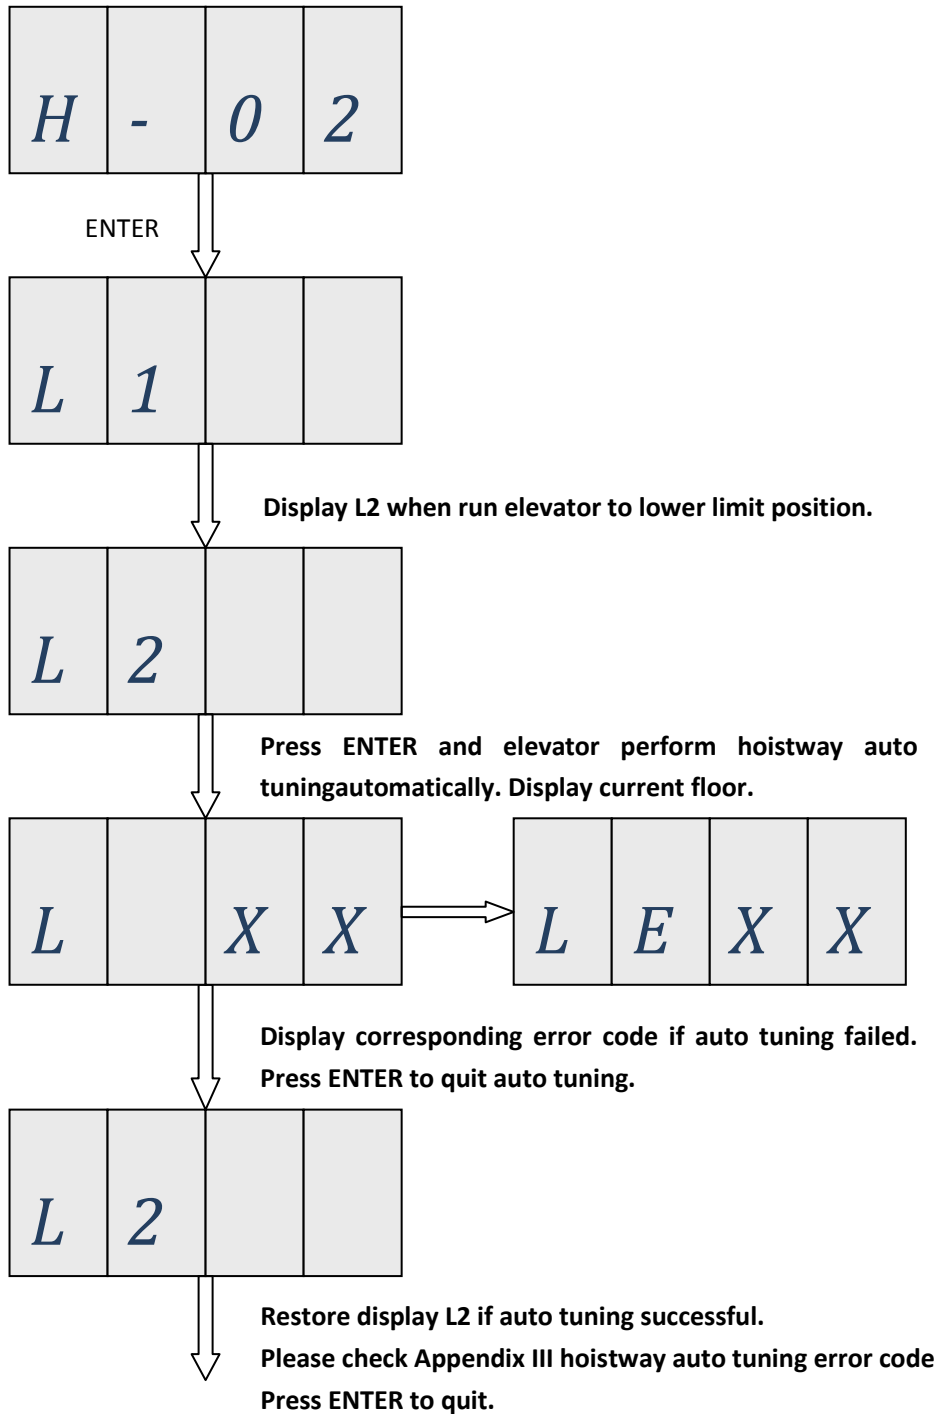 H - 0 2
ENTER
L 1
Display L2 when run elevator to lower limit position.
L 2
Press ENTER and elevator perform hoistway auto
tuningautomatically. Display current floor.
L X X L E X X
Display corresponding error code if auto tuning failed.
Press ENTER to quit auto tuning.
L 2
Restore display L2 if auto tuning successful.
Please check Appendix III hoistway auto tuning error code
Press ENTER to quit.